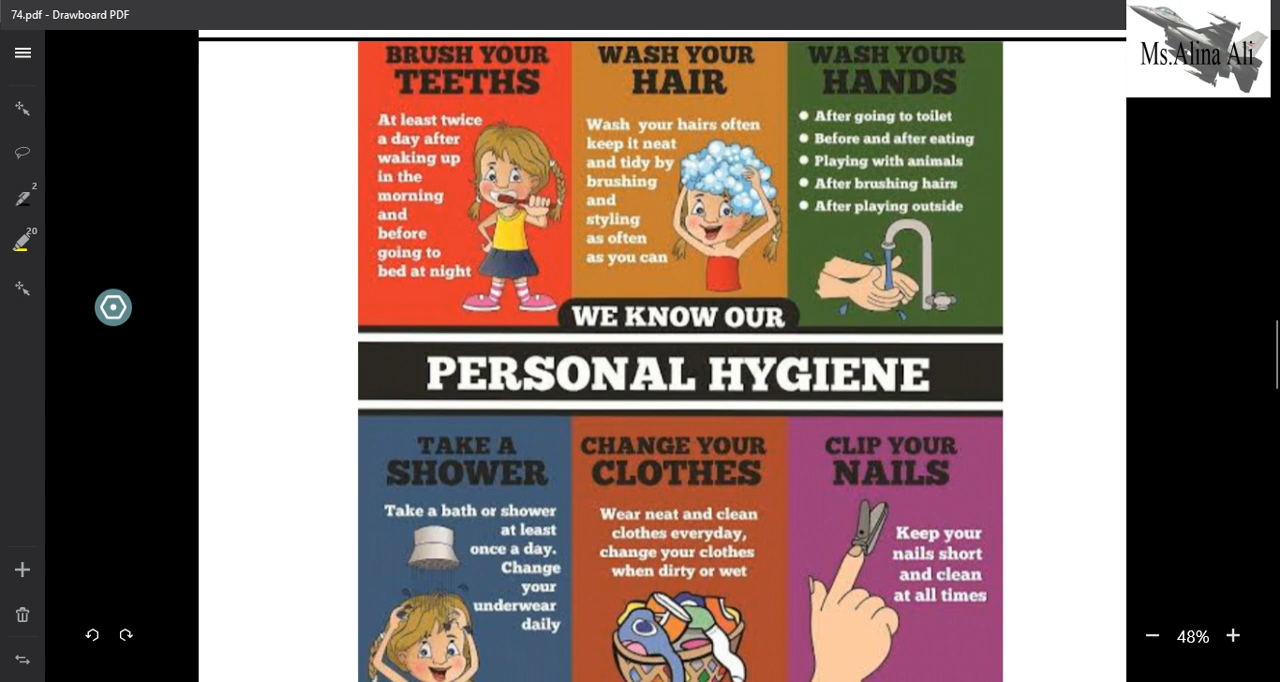 74.pdf - Drawboard PDF
Ms.Alina Ali
2
20
BRUSH YOUR
TEETHS
At least twice
a day after
waking up
in the
morning
and
before
going to
bed at night
WASH YOUR
HAIR
Wash your hairs often
keep it neat
and tidy by
brushing
and
styling
as often
as you can
WASH YOUR
HANDS
After going to toilet
Before and after eating
Playing with animals
After brushing hairs
After playing outside
WE KNOW OUR
PERSONAL HYGIENE
TAKE A
SHOWER
Take a bath or shower
at least
once a day.
Change
your
underwear
daily
CHANGE YOUR
CLOTHES
Wear neat and clean
clothes everyday,
change your clothes
when dirty or wet
CLIP YOUR
NAILS
Keep your
nails short
and clean
at all times
48%